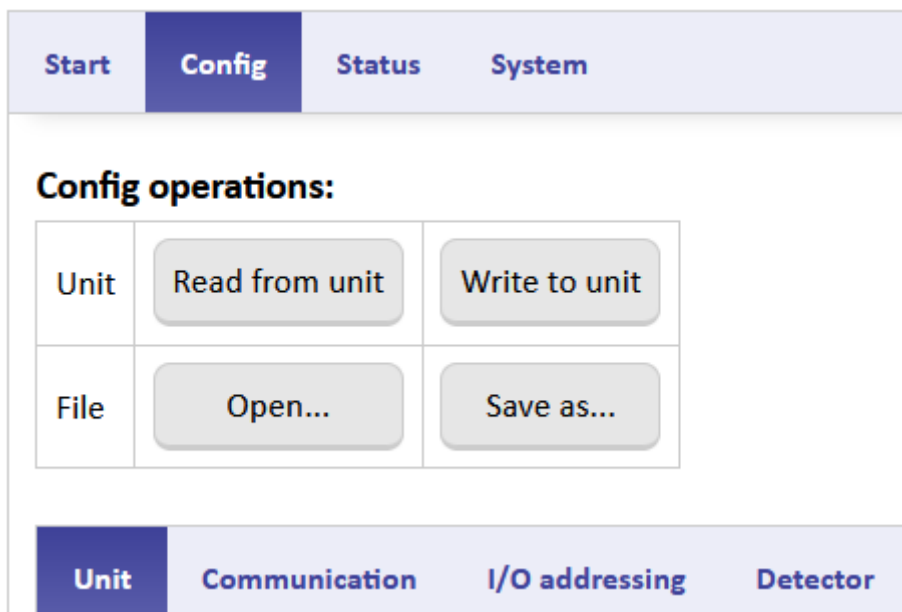 Start Config Status System
Config operations:
Unit Read from unit Write to unit
File Open... Save as...
Unit Communication I/O addressing Detector